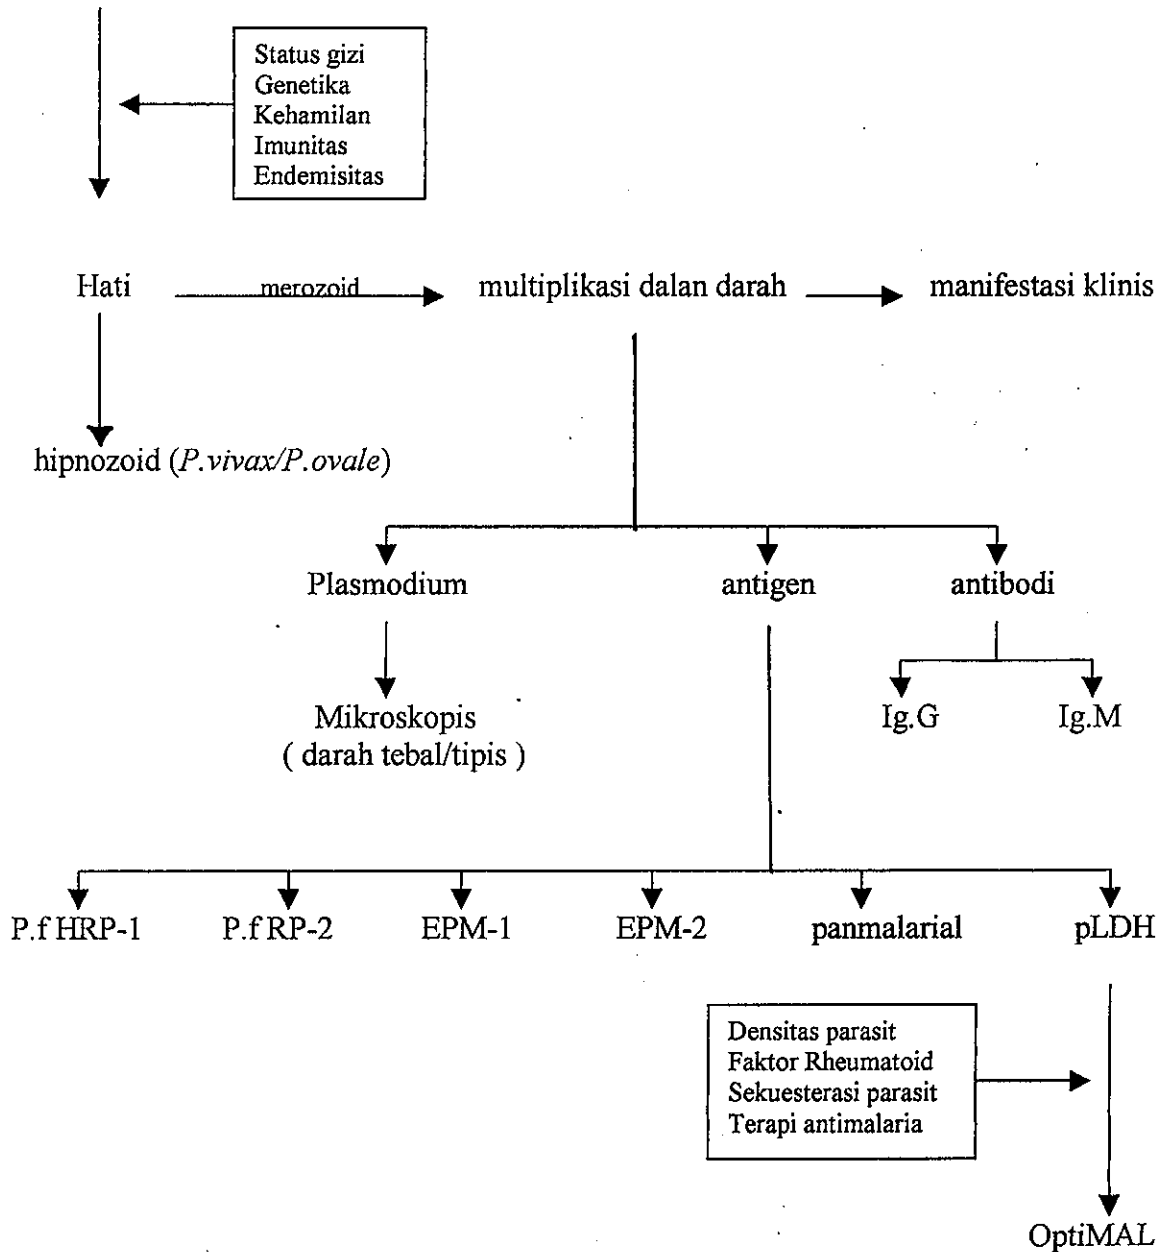 Status gizi
Genetika
Kehamilan
Imunitas
Endemisitas
Hati
merozoid
multiplikasi dalan darah
manifestasi klinis
hipnozoid (P.vivax/P.ovale)
Plasmodium
antigen
antibodi
Mikroskopis
( darah tebal/tipis )
Ig.G
Ig.M
P.f HRP-1
P.f RP-2
EPM-1
EPM-2
panmalarial
pLDH
Densitas parasit
Faktor Rheumatoid
Sekuesterasi parasit
Terapi antimalaria
OptiMAL